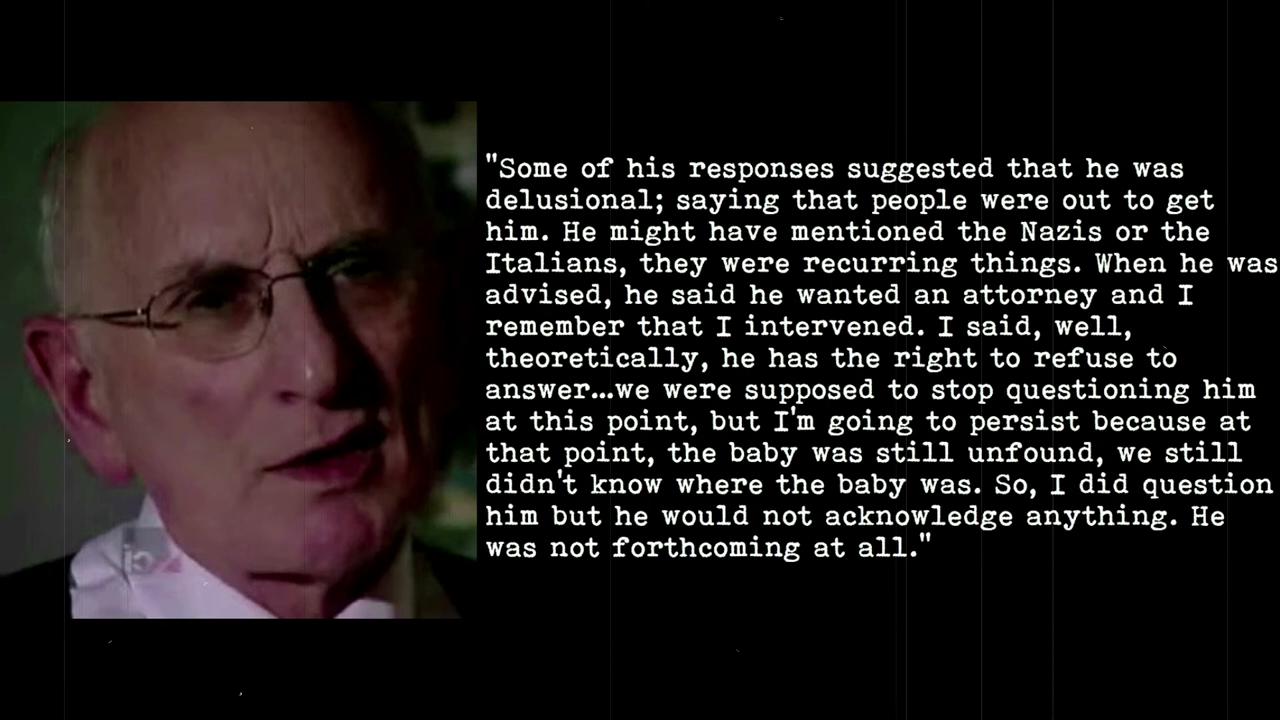 "Some of his responses suggested that he was
delusional; saying that people were out to get
him. He might have mentioned the Nazis or the
Italians, they were recurring things. When he was
advised, he said he wanted an attorney and I
remember that I intervened. I said, well,
theoretically, he has the right to refuse to
answer...we were supposed to stop questioning him
at this point, but I'm going to persist because at
that point, the baby was still unfound, we still
didn't know where the baby was. So, I did question
him but he would not acknowledge anything. He
was not forthcoming at all."